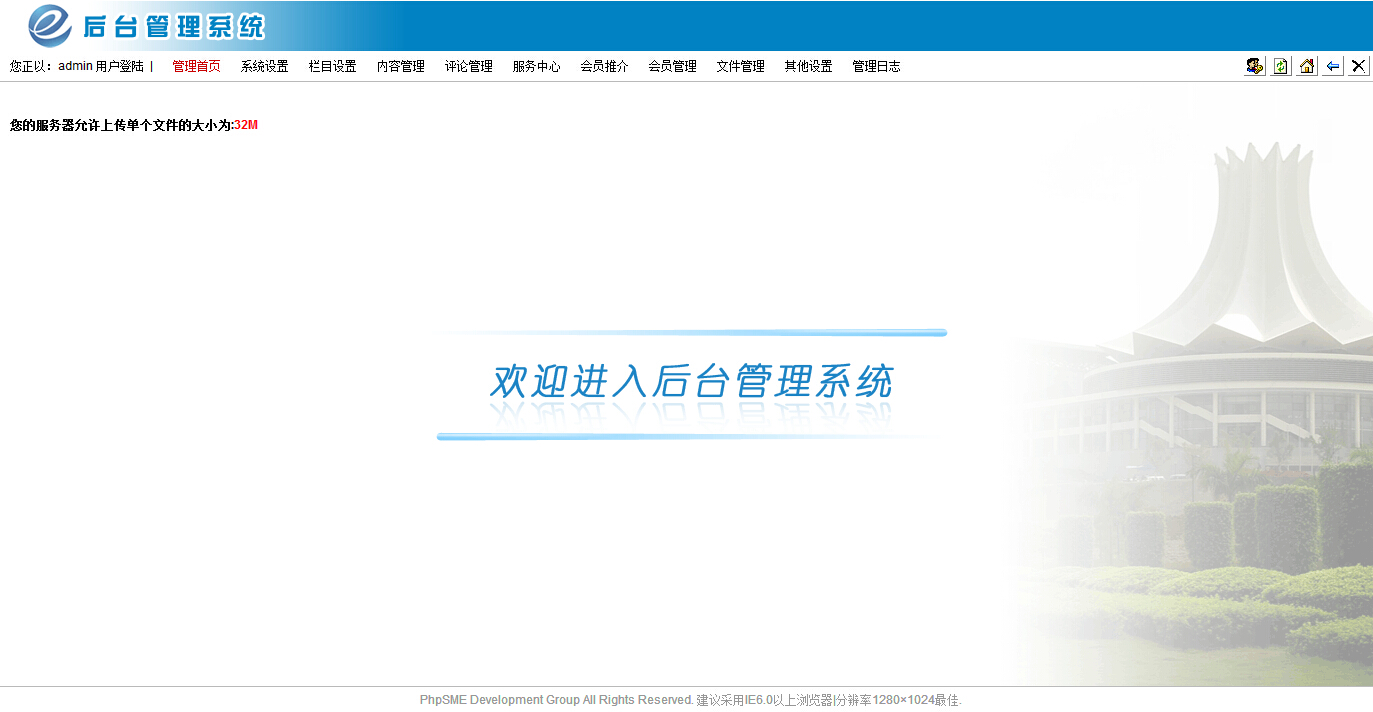 后台管理系统
您正以：admin 用户登陆 | 管理首页 系统设置 栏目设置 内容管理 评论管理 服务中心 会员推介 会员管理 文件管理 其他设置 管理日志
您的服务器允许上传单个文件的大小为:32M
欢迎进入后台管理系统
PhpSME Development Group All Rights Reserved. 建议采用IE6.0以上浏览器|分辨率1280×1024最佳.